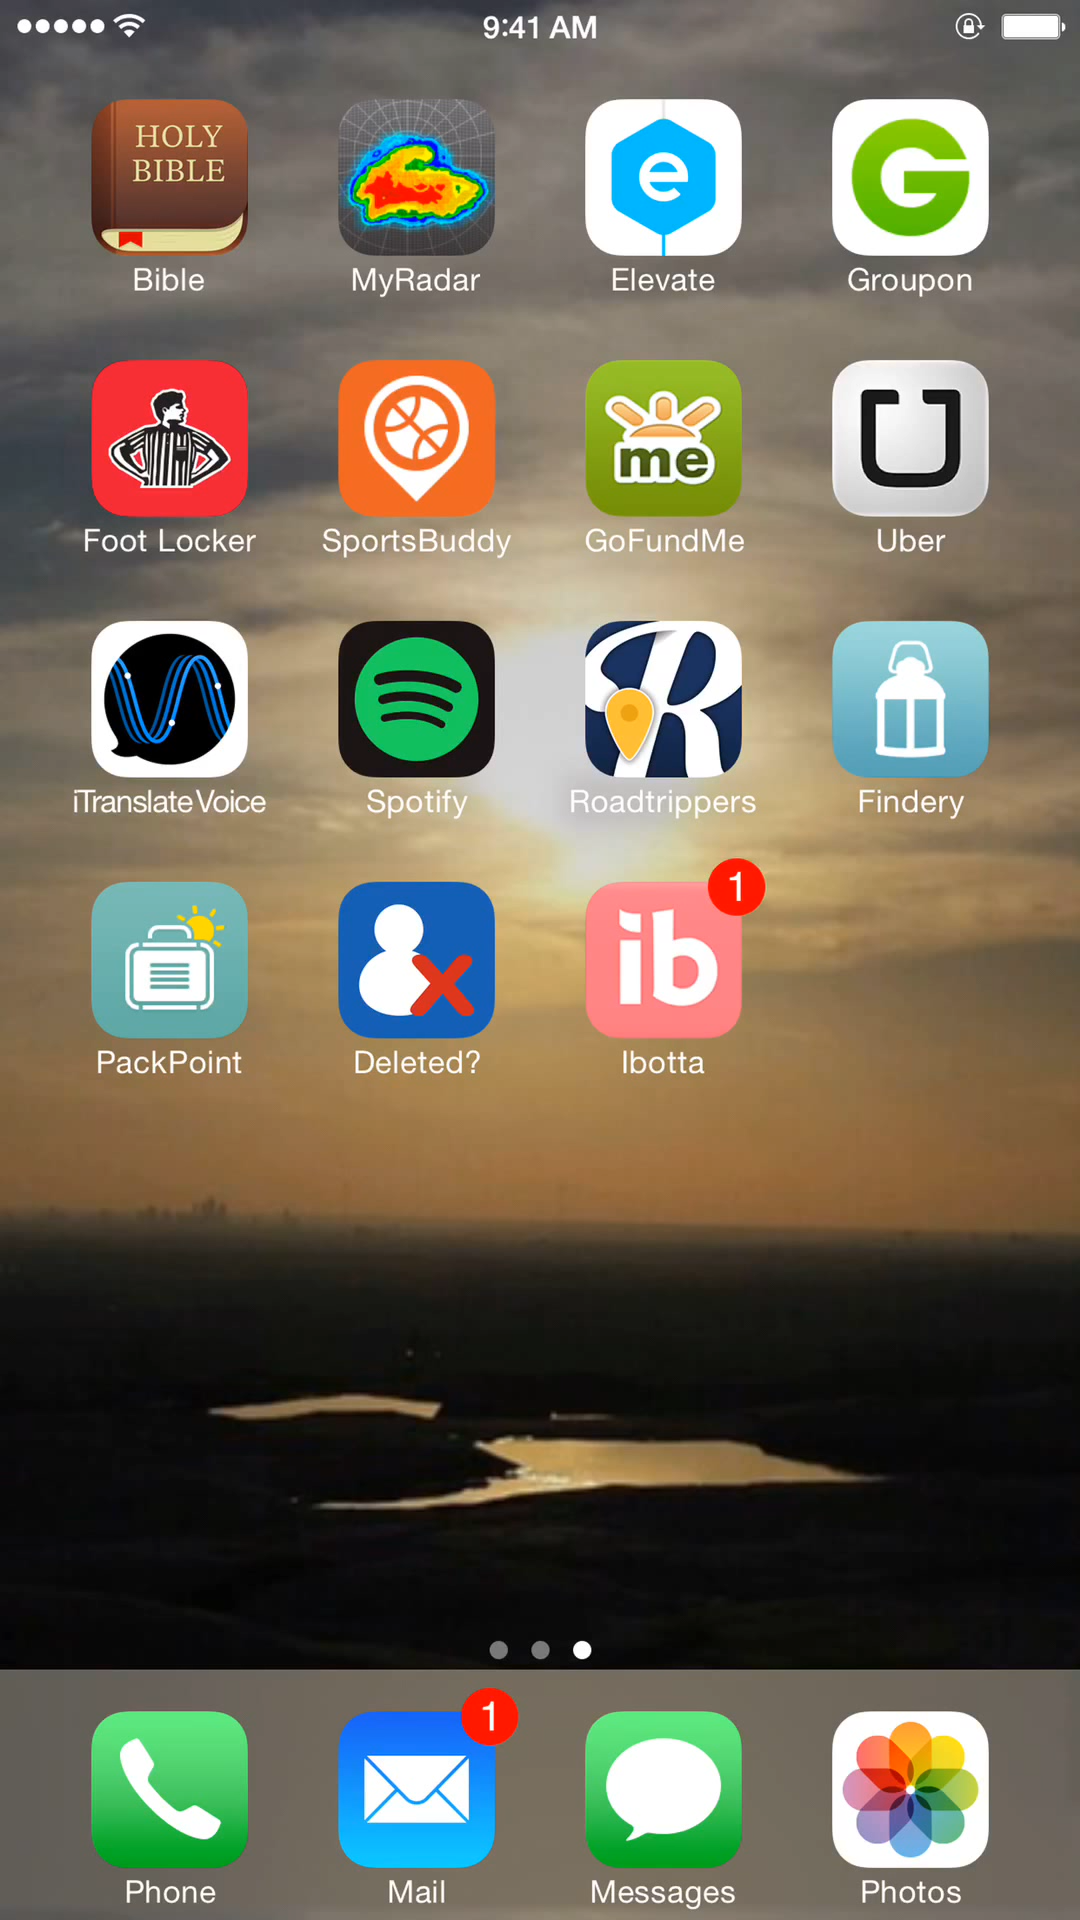 9:41 AM
HOLY
BIBLE
e
G
Bible
MyRadar
Elevate
Groupon
me
U
Foot Locker
SportsBuddy
GoFundMe
Uber
R
iTranslate Voice
Spotify
Roadtrippers
Findery
1
ib
PackPoint
Deleted?
Ibotta
1
Phone
Mail
Messages
Photos